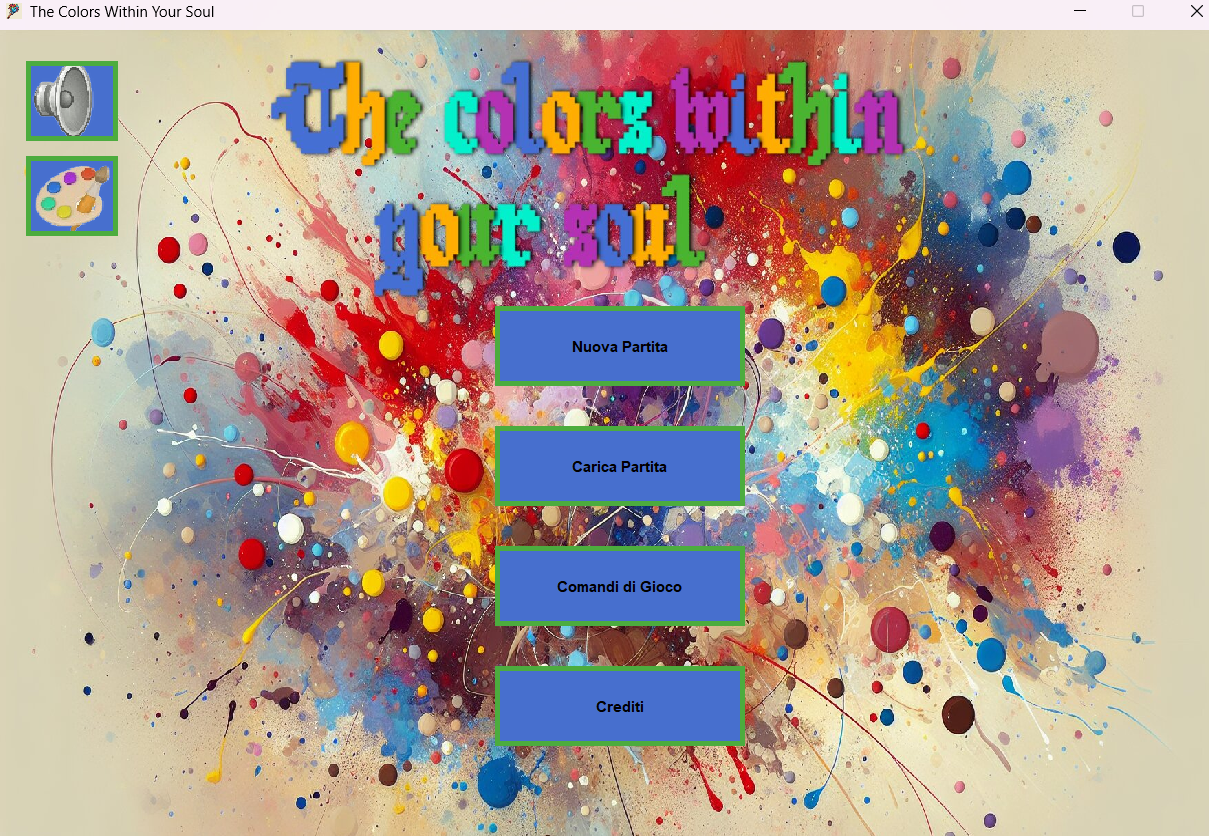 The Colors Within Your Soul
The colors within
your soul
Nuova Partita
Carica Partita
Comandi di Gioco
Crediti